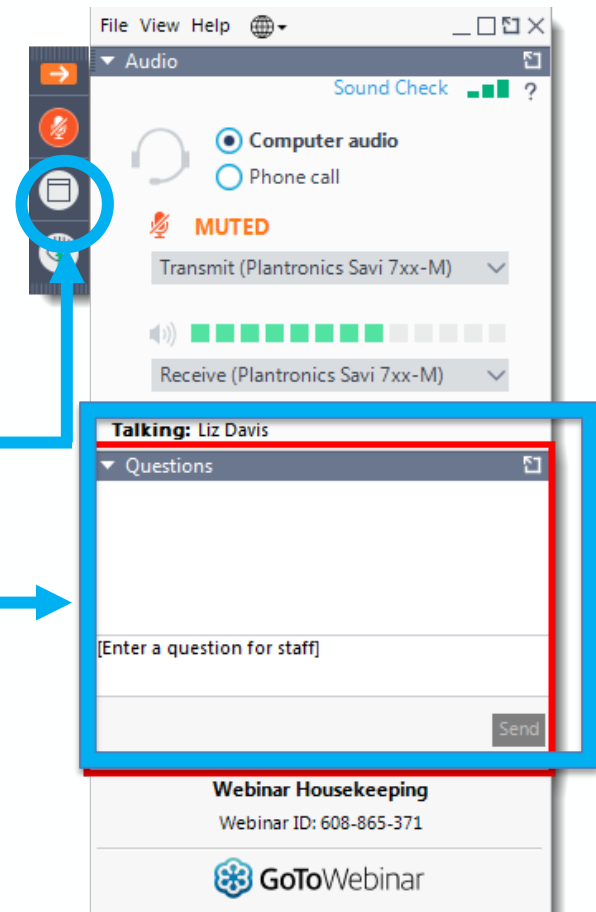 File View Help
Audio
Sound Check ?
Computer audio
Phone call
MUTED
Transmit (Plantronics Savi 7xx-M)
Receive (Plantronics Savi 7xx-M)
Talking: Liz Davis
Questions
[Enter a question for staff]
Send
Webinar Housekeeping
Webinar ID: 608-865-371
GoToWebinar